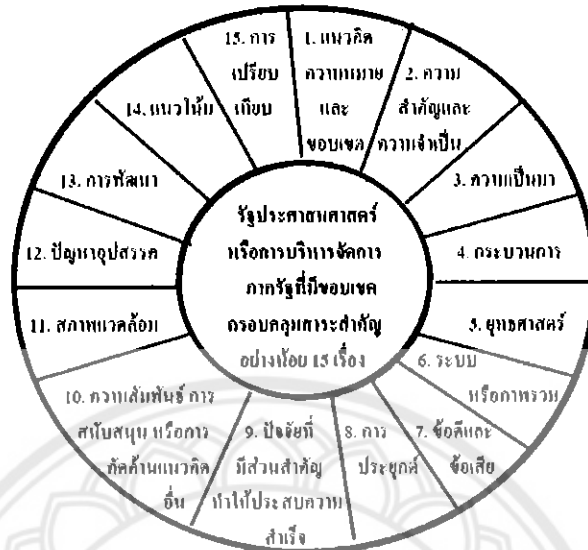 รัฐประศาสนศาสตร์
หรือการบริหารจัดการ
ภาครัฐที่มีขอบเขต
ครอบคลุมสาระสำคัญ
อย่างน้อย 15 เรื่อง
1. แนวคิด
ความหมาย
และ
ขอบเขต
2. ความ
สำคัญและ
ความจำเป็น
3. ความเป็นมา
4. กระบวนการ
5. ยุทธศาสตร์
6. ระบบ
หรือภาพรวม
7. ข้อดีและ
ข้อเสีย
8. การ
ประยุกต์
9. ปัจจัยที่
มีส่วนสำคัญ
ทำให้ประสบความ
สำเร็จ
10. ความสัมพันธ์ การ
สนับสนุน หรือการ
คัดค้านแนวคิด
อื่น
11. สภาพแวดล้อม
12. ปัญหาอุปสรรค
13. การพัฒนา
14. แนวโน้ม
15. การ
เปรียบ
เทียบ